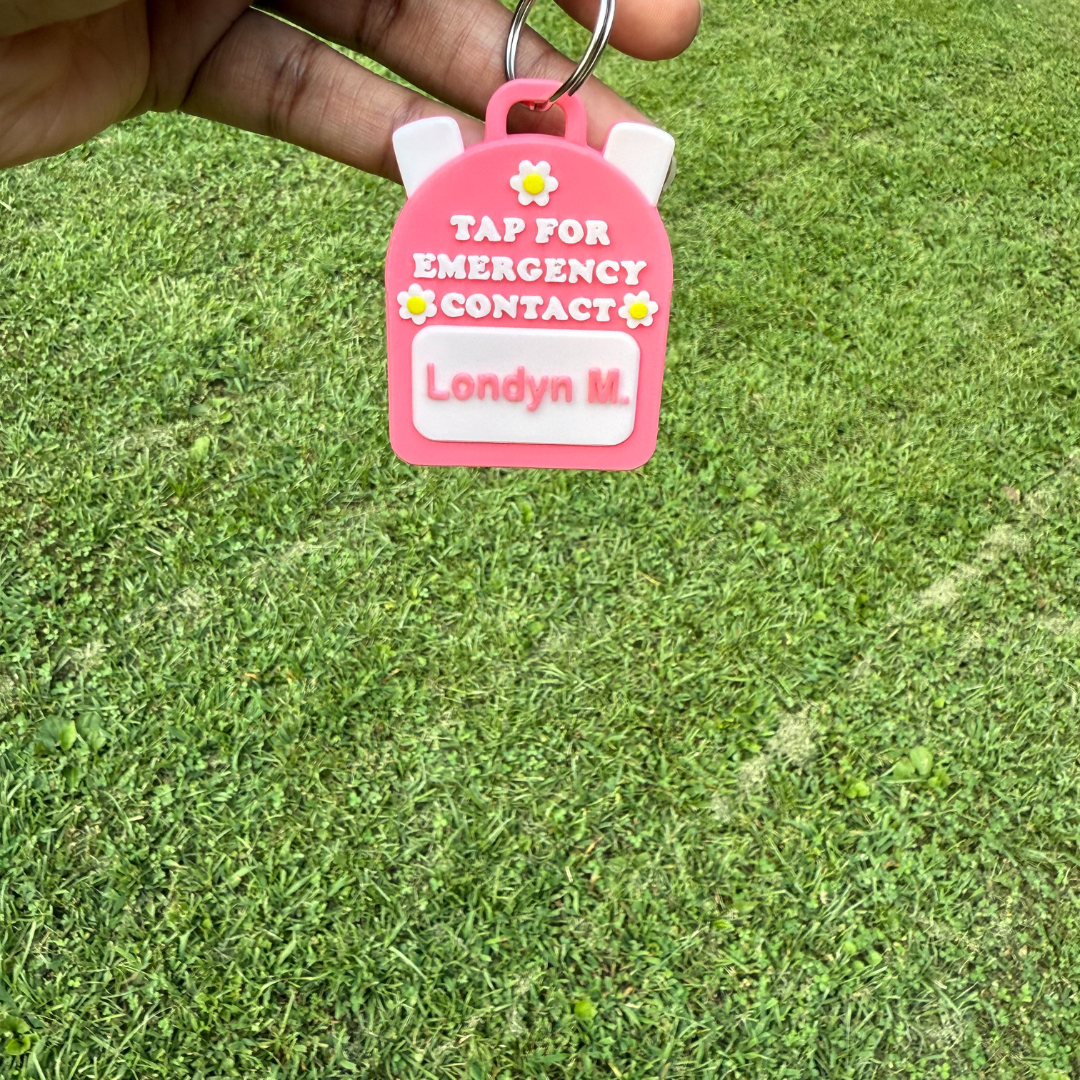 TAP FOR
EMERGENCY
CONTACT
Londyn M.